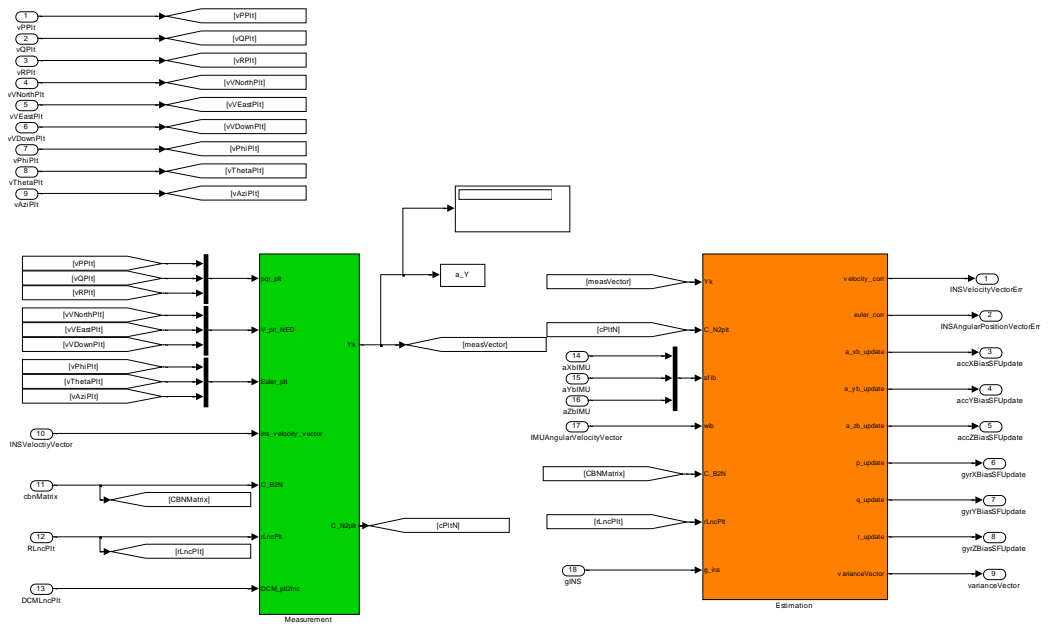 1
[vPPlt]
vPPlt
2
[vQPlt]
vQPlt
3
[vRPlt]
vRPlt
4
[vVNorthPlt]
vVNorthPlt
5
[vVEastPlt]
vVEastPlt
6
[vVDownPlt]
vVDownPlt
7
[vPhiPlt]
vPhiPlt
8
[vThetaPlt]
vThetaPlt
9
[vAziPlt]
vAziPlt
[vPPlt]
[vQPlt]
[vRPlt]
pqr_plt
[vVNorthPlt]
[vVEastPlt]
[vVDownPlt]
V_plt_NED
[vPhiPlt]
[vThetaPlt]
[vAziPlt]
Euler_plt
10
INSVeloctiyVector
ins_velocity_vector
11
cbnMatrix
[CBNMatrix]
C_B2N
12
RLncPlt
[rLncPlt]
rLncPlt
13
DCMLncPlt
DCM_plt2lnc
Yk
C_N2plt
Measurement
a_Y
[measVector]
[cPltN]
[measVector]
Yk
[cPltN]
C_N2plt
14
aXbIMU
15
aYbIMU
16
aZbIMU
sfib
17
IMUAngularVelocityVector
wib
[CBNMatrix]
C_B2N
[rLncPlt]
rLncPlt
18
gINS
g_ins
Estimation
velocity_corr
1
INSVelocityVectorErr
euler_corr
2
INSAngularPositionVectorErr
a_xb_update
3
accXBiasSFUpdate
a_yb_update
4
accYBiasSFUpdate
a_zb_update
5
accZBiasSFUpdate
p_update
6
gyrXBiasSFUpdate
q_update
7
gyrYBiasSFUpdate
r_update
8
gyrZBiasSFUpdate
varianceVector
9
varianceVector